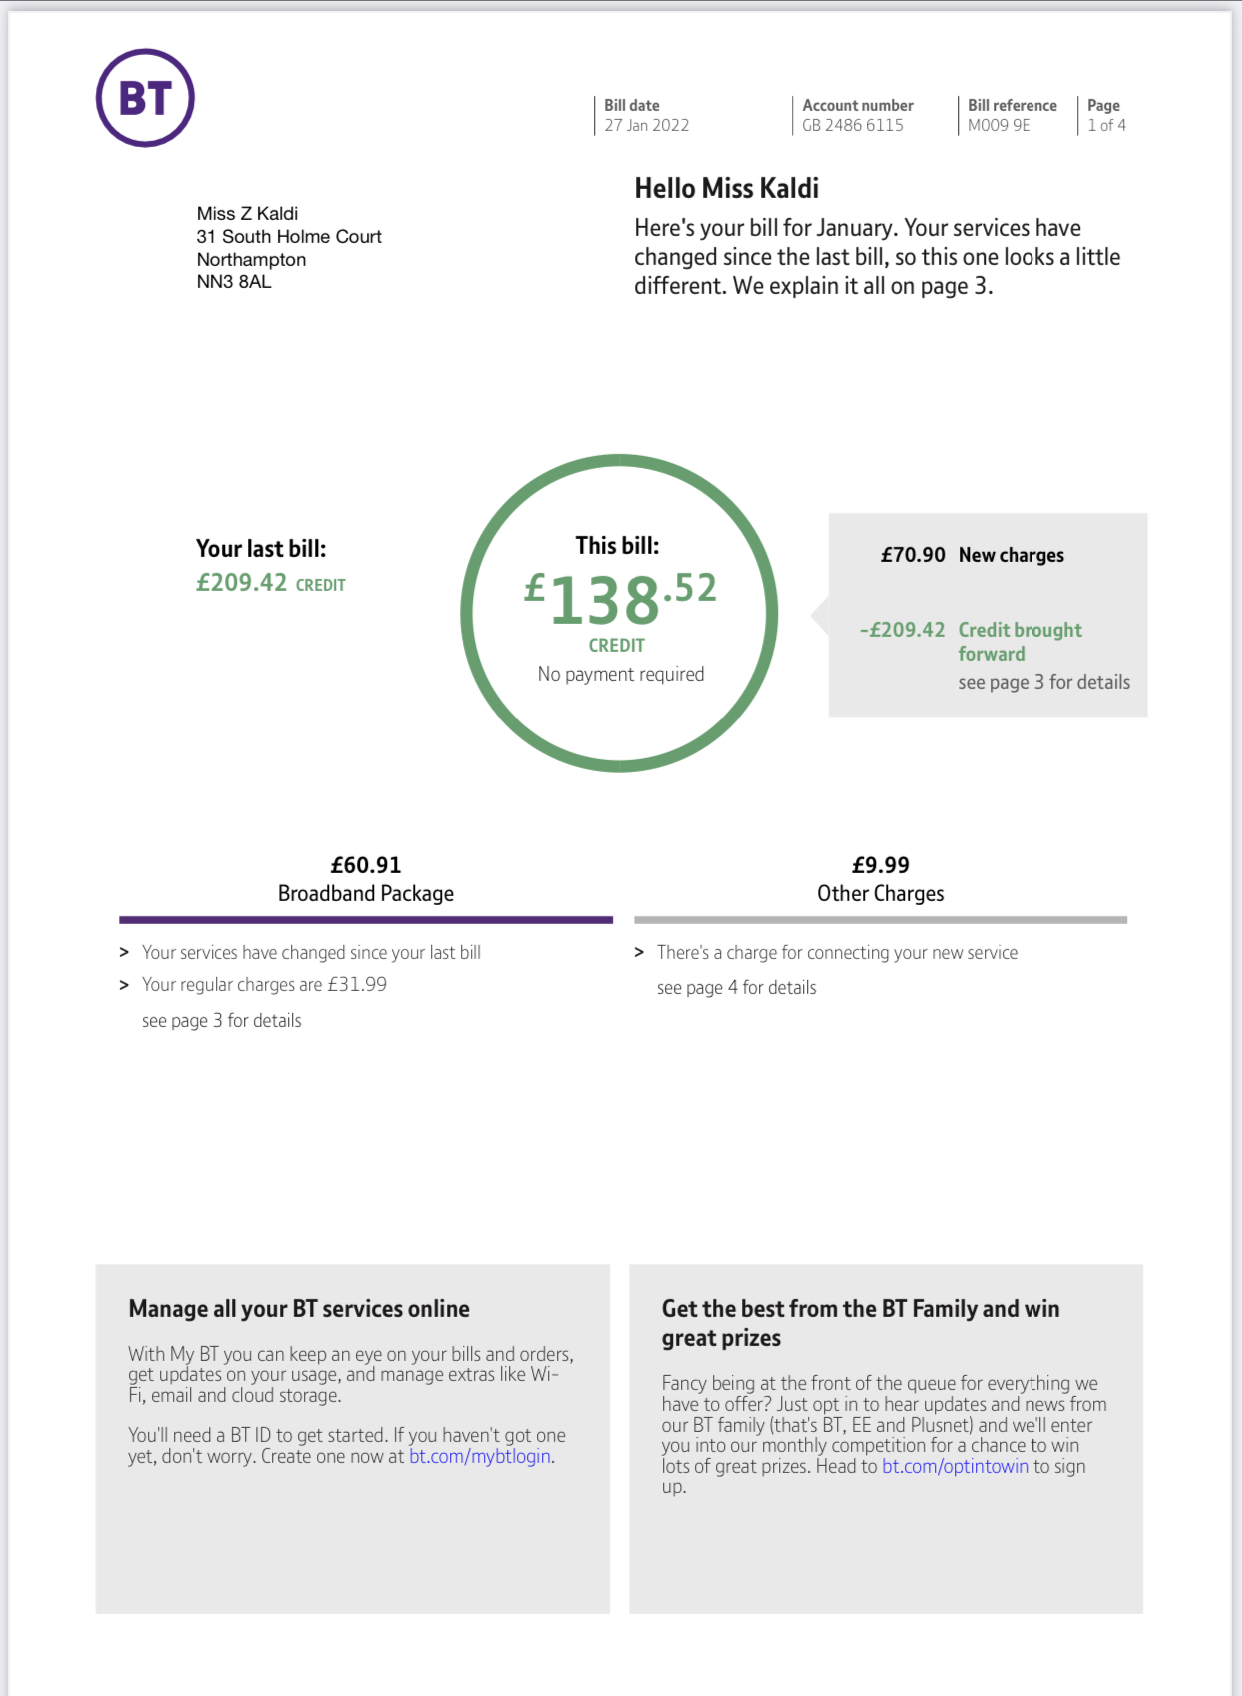 BT
Bill date
27 Jan 2022
Account number
GB 2486 6115
Bill reference
M009 9E
Page
1 of 4
Miss Z Kaldi
31 South Holme Court
Northampton
NN3 8AL
Hello Miss Kaldi
Here's your bill for January. Your services have
changed since the last bill, so this one looks a little
different. We explain it all on page 3.
Your last bill:
£209.42 CREDIT
This bill:
£138.52
CREDIT
No payment required
£70.90 New charges
-£209.42 Credit brought
forward
see page 3 for details
£60.91
Broadband Package
> Your services have changed since your last bill
> Your regular charges are £31.99
see page 3 for details
£9.99
Other Charges
> There's a charge for connecting your new service
see page 4 for details
Manage all your BT services online
With My BT you can keep an eye on your bills and orders,
get updates on your usage, and manage extras like Wi-
Fi, email and cloud storage.
You'll need a BT ID to get started. If you haven't got one
yet, don't worry. Create one now at bt.com/mybtlogin.
Get the best from the BT Family and win
great prizes
Fancy being at the front of the queue for everything we
have to offer? Just opt in to hear updates and news from
our BT family (that's BT, EE and Plusnet) and we'll enter
you into our monthly competition for a chance to win
lots of great prizes. Head to bt.com/optintowin to sign
up.